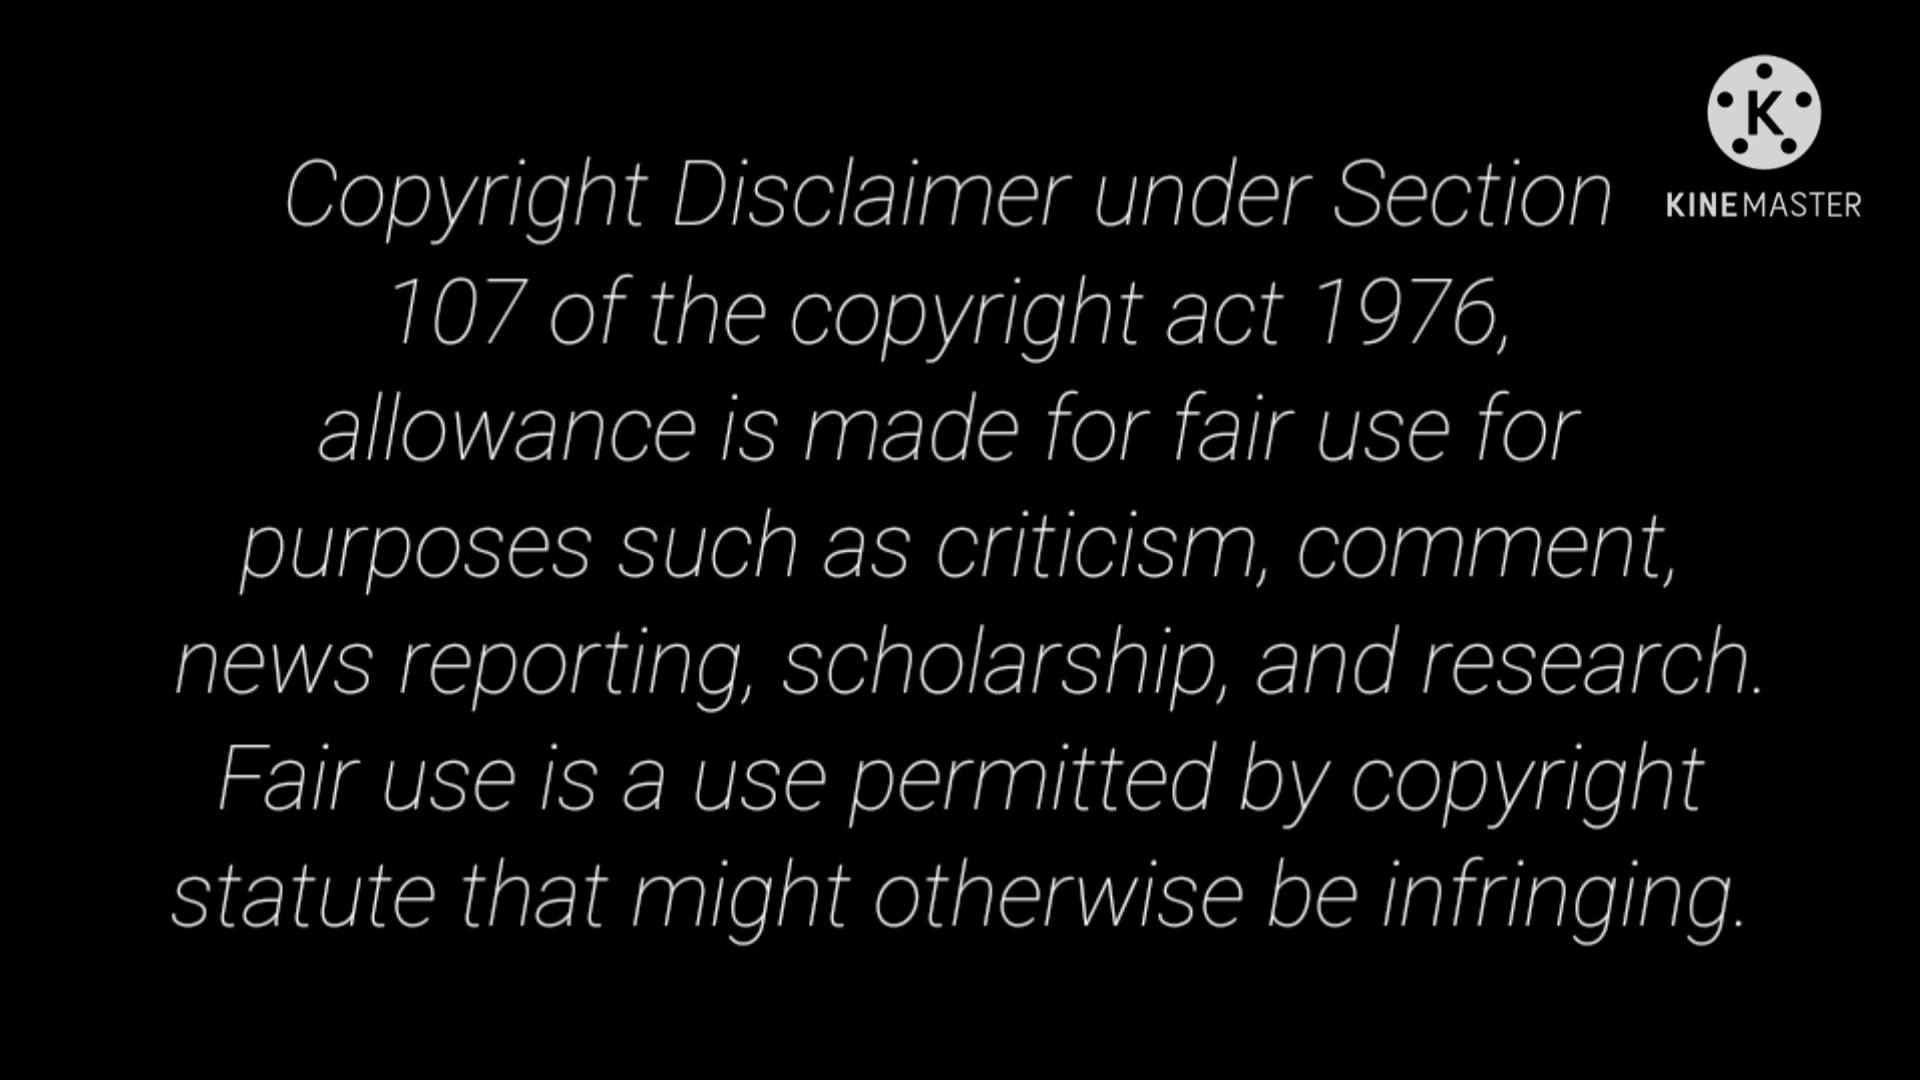 K
KINEMASTER
Copyright Disclaimer under Section
107 of the copyright act 1976,
allowance is made for fair use for
purposes such as criticism, comment,
news reporting, scholarship, and research.
Fair use is a use permitted by copyright
statute that might otherwise be infringing.